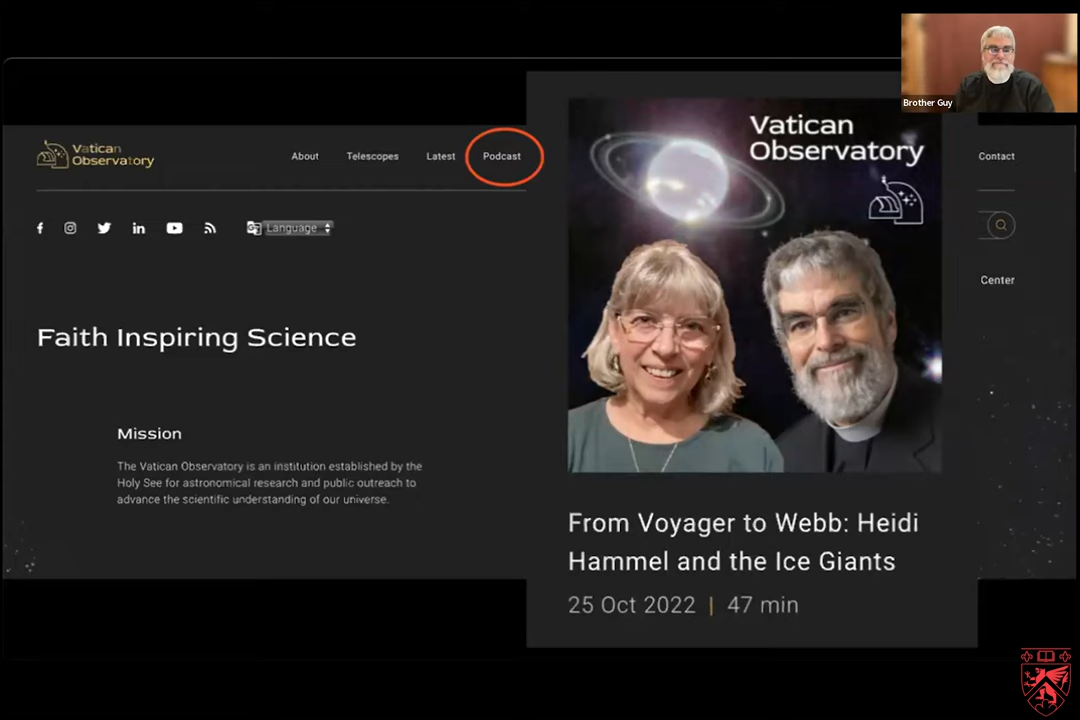 Brother Guy
Vatican
Observatory
About
Telescopes
Latest
Podcast
Vatican
Observatory
Contact
Language
Center
Faith Inspiring Science
Mission
The Vatican Observatory is an institution established by the
Holy See for astronomical research and public outreach to
advance the scientific understanding of our universe.
From Voyager to Webb: Heidi
Hammel and the Ice Giants
25 Oct 2022 | 47 min